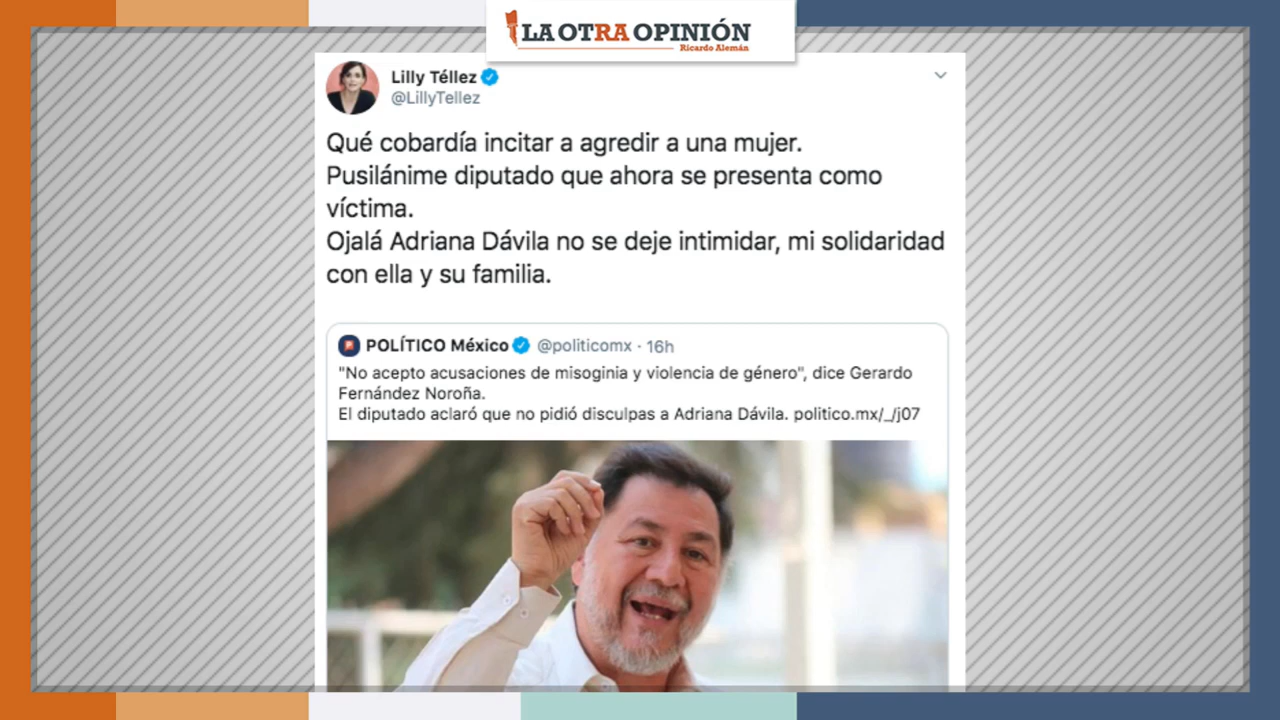 LA OTRA OPINIÓN
Ricardo Alemán
Lilly Téllez
@LillyTellez
Qué cobardía incitar a agredir a una mujer.
Pusilánime diputado que ahora se presenta como
víctima.
Ojalá Adriana Dávila no se deje intimidar, mi solidaridad
con ella y su familia.
POLÍTICO México @politicomx · 16h
"No acepto acusaciones de misoginia y violencia de género", dice Gerardo
Fernández Noroña.
El diputado aclaró que no pidió disculpas a Adriana Dávila. politico.mx/_/j07